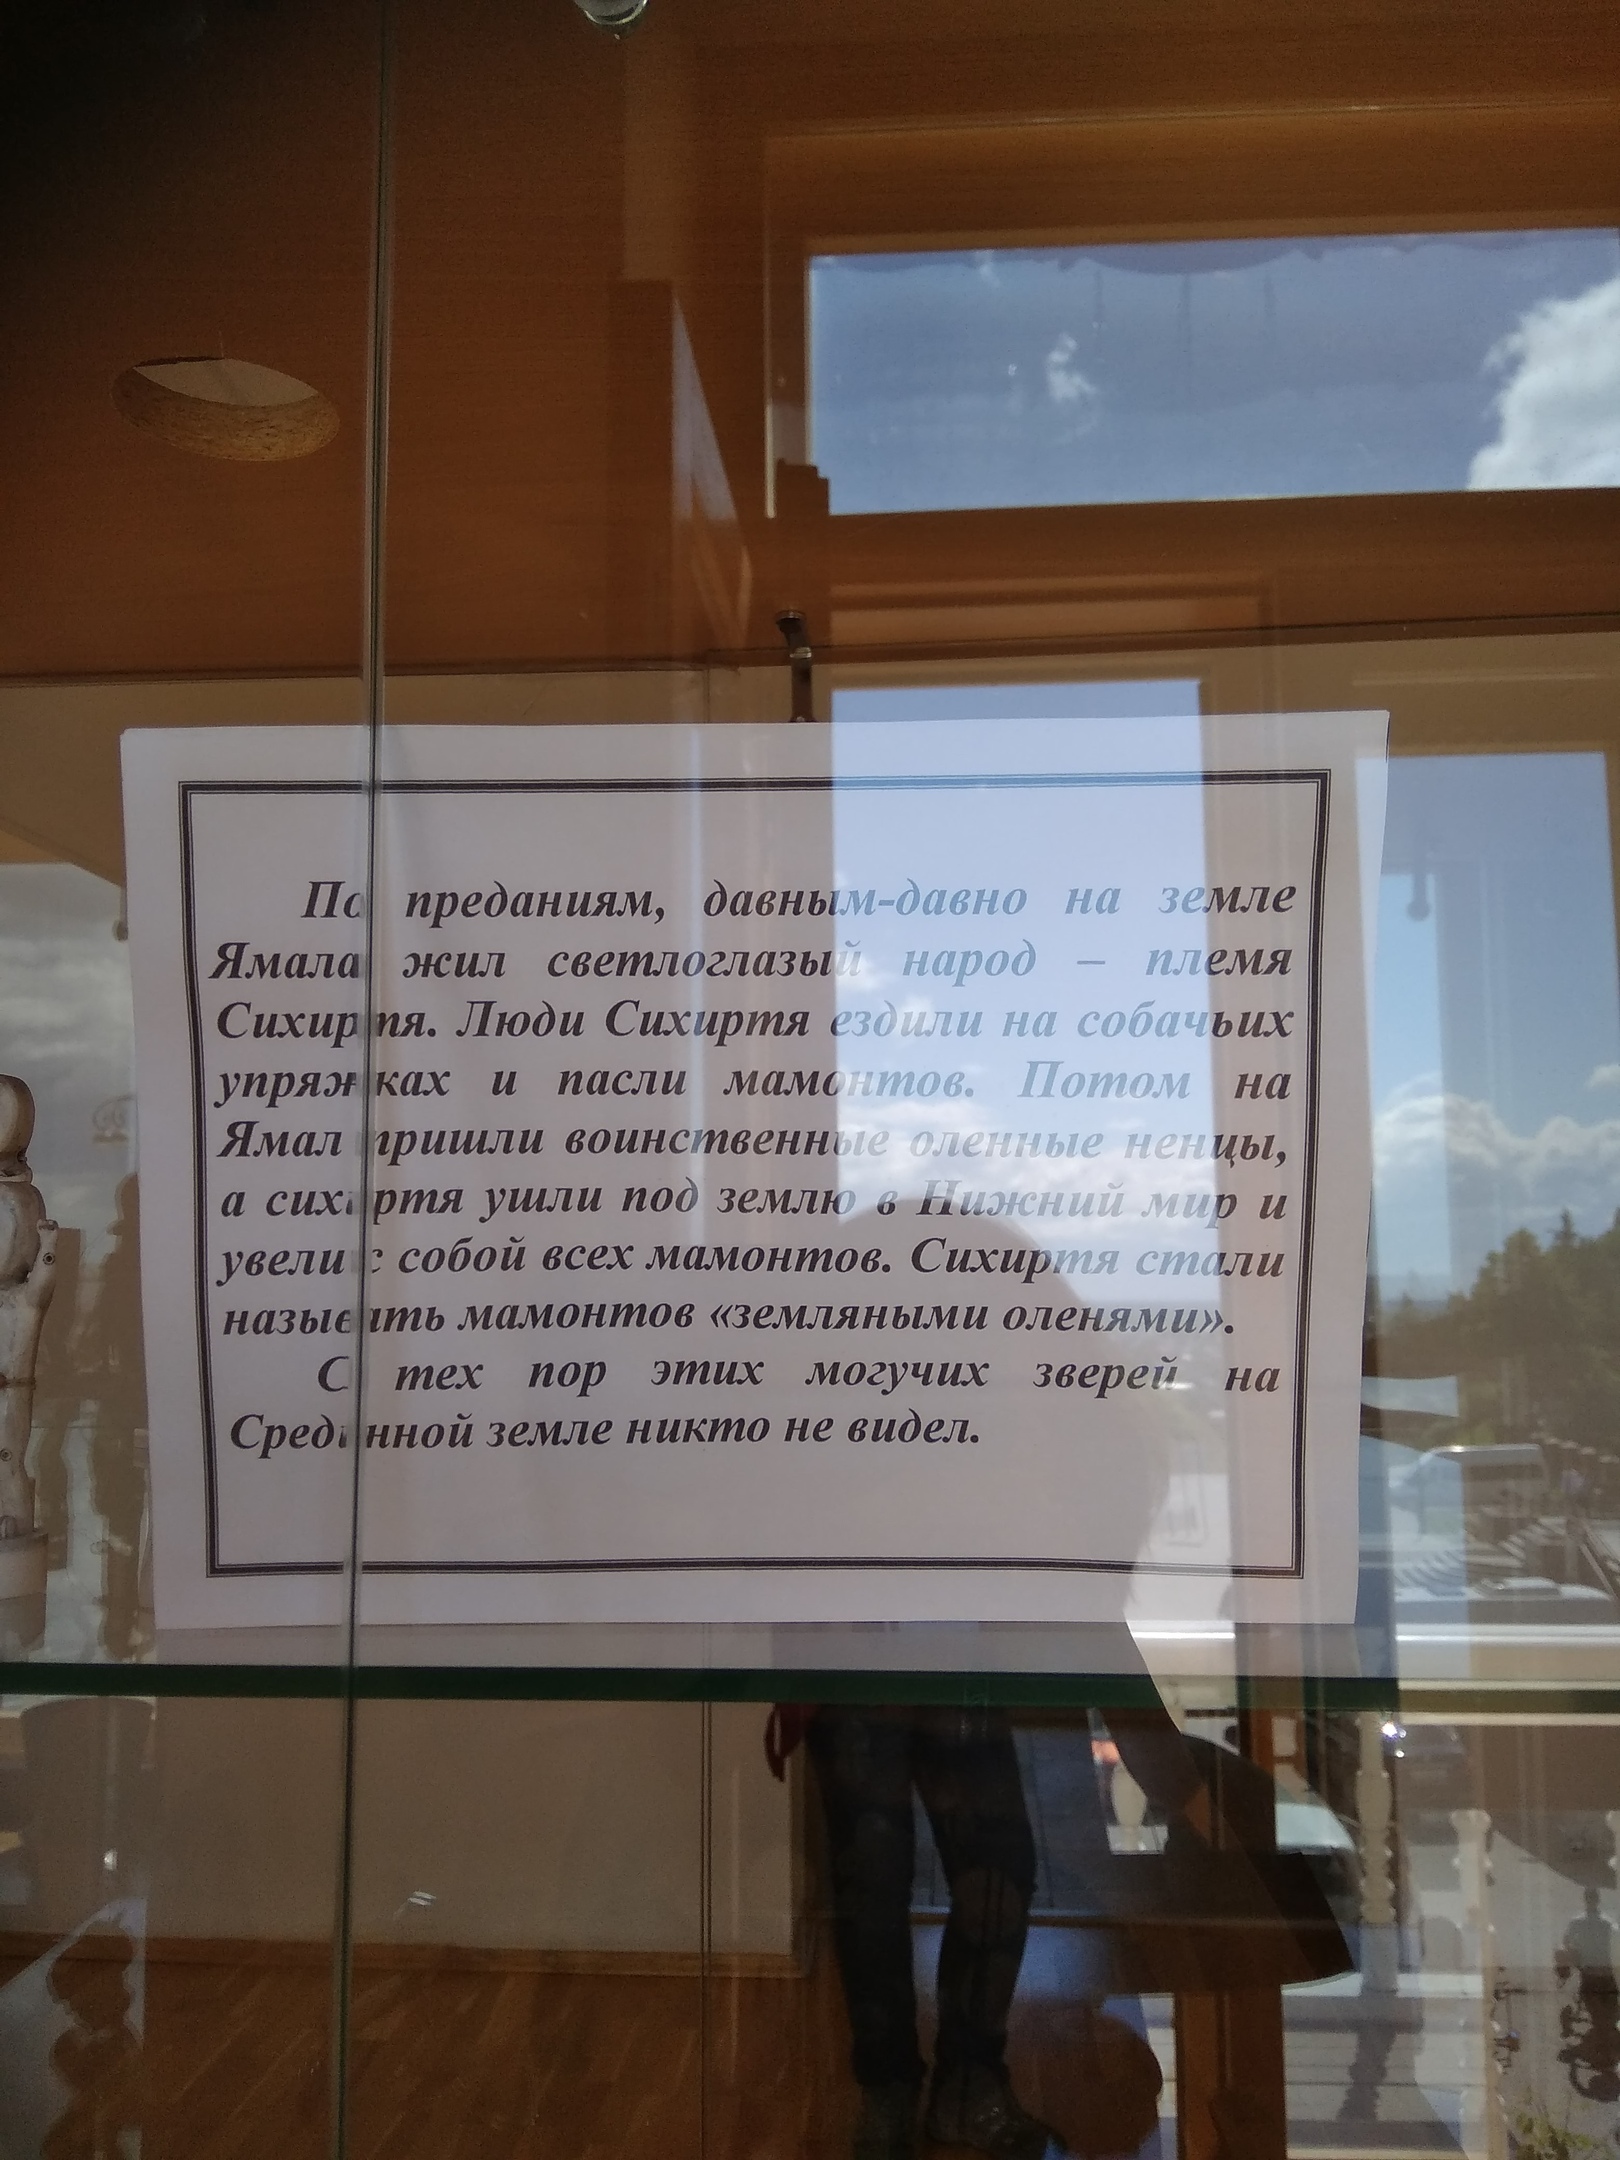 По преданиям, давным-давно на земле
Ямала жил светлоглазый народ – племя
Сихиртя. Люди Сихиртя ездили на собачьих
упряжках и пасли мамонтов. Потом на
Ямал пришли воинственные оленные ненцы,
а сихиртя ушли под землю в Нижний мир и
увели с собой всех мамонтов. Сихиртя стали
называть мамонтов «земляными оленями».
С тех пор этих могучих зверей на
Срединной земле никто не видел.